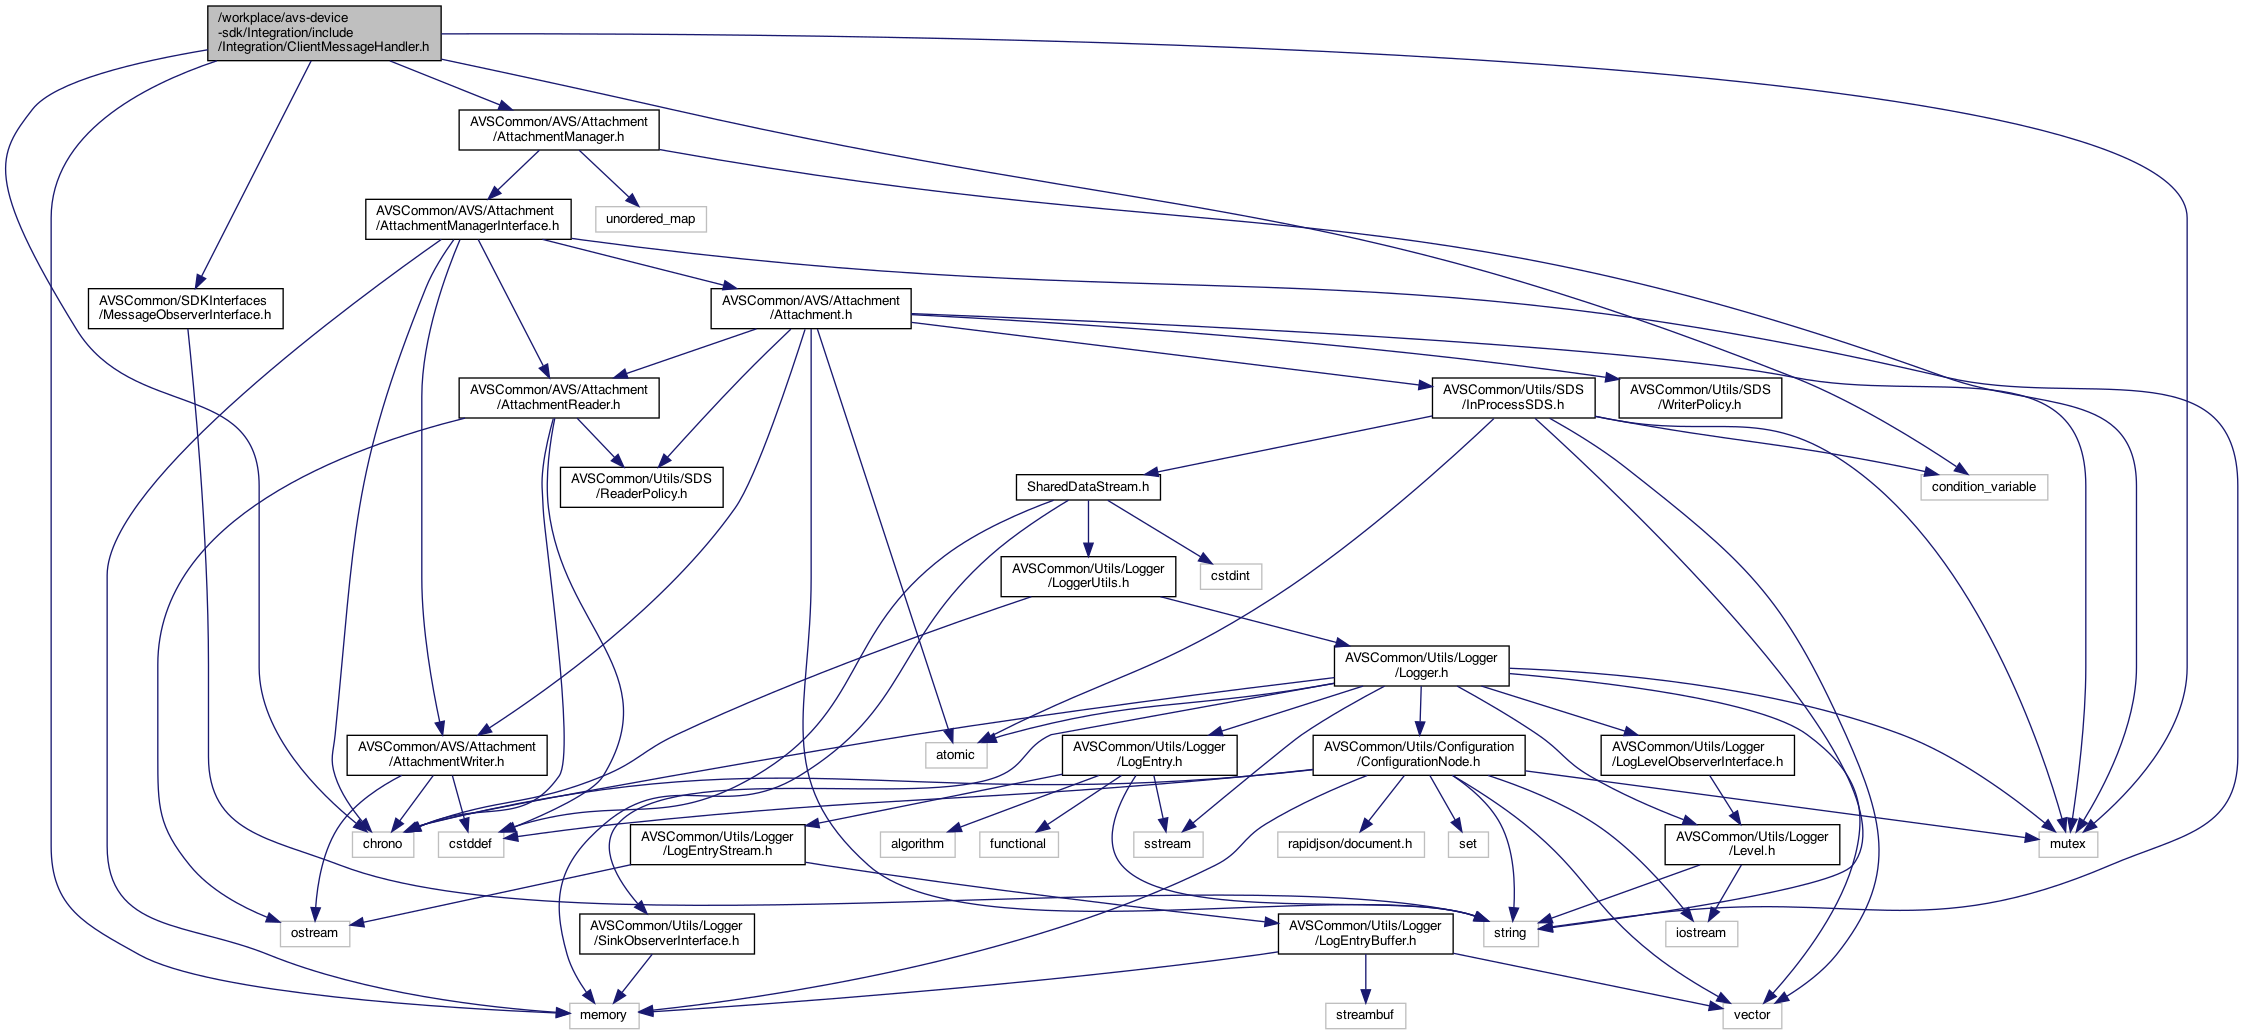 /workplace/avs-device
-sdk/Integration/include
/Integration/ClientMessageHandler.h
AVSCommon/AVS/Attachment
/AttachmentManager.h
AVSCommon/AVS/Attachment
/AttachmentManagerInterface.h
unordered_map
AVSCommon/SDKInterfaces
/MessageObserverInterface.h
AVSCommon/AVS/Attachment
/Attachment.h
AVSCommon/AVS/Attachment
/AttachmentReader.h
AVSCommon/Utils/SDS
/InProcessSDS.h
AVSCommon/Utils/SDS
/WriterPolicy.h
AVSCommon/Utils/SDS
/ReaderPolicy.h
SharedDataStream.h
condition_variable
AVSCommon/Utils/Logger
/LoggerUtils.h
cstdint
AVSCommon/Utils/Logger
/Logger.h
AVSCommon/AVS/Attachment
/AttachmentWriter.h
atomic
AVSCommon/Utils/Logger
/LogEntry.h
AVSCommon/Utils/Configuration
/ConfigurationNode.h
AVSCommon/Utils/Logger
/LogLevelObserverInterface.h
chrono
cstddef
AVSCommon/Utils/Logger
/LogEntryStream.h
algorithm
functional
sstream
rapidjson/document.h
set
AVSCommon/Utils/Logger
/Level.h
mutex
ostream
AVSCommon/Utils/Logger
/SinkObserverInterface.h
AVSCommon/Utils/Logger
/LogEntryBuffer.h
string
iostream
memory
streambuf
vector